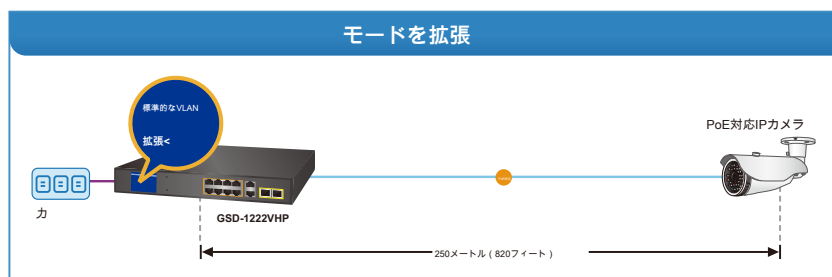 モードを拡張
標準的なVLAN
拡張<
PoE対応IPカメラ
カ
GSD-1222VHP
250メートル（820フィート）